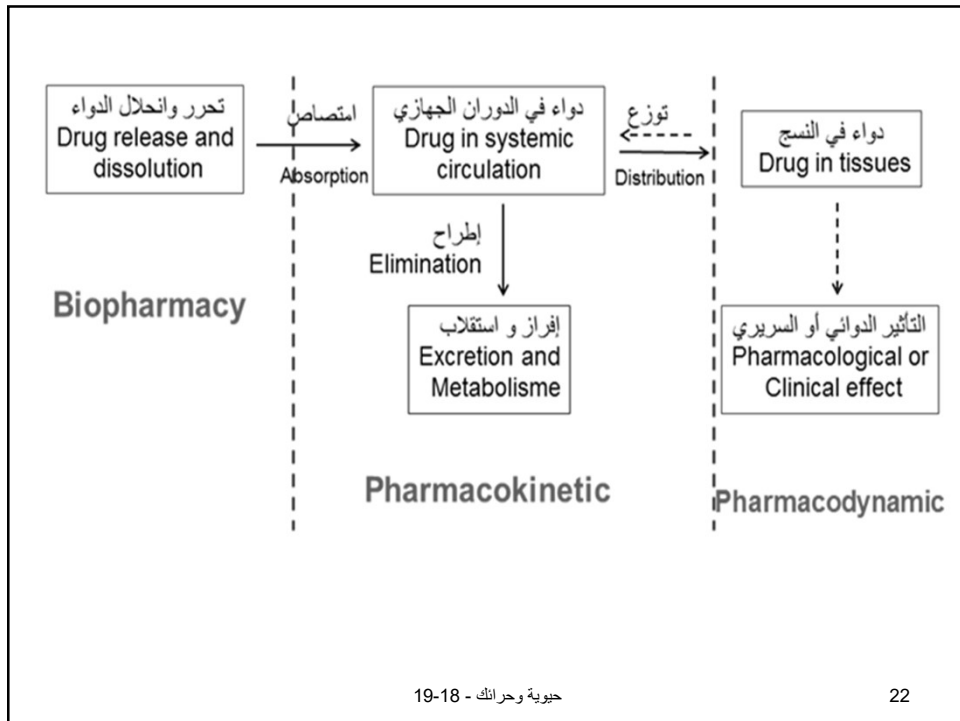 تحرر وانحلال الدواء
Drug release and
dissolution
امتصاص
Absorption
دواء في الدوران الجهازي
Drug in systemic
circulation
توزع
Distribution
دواء في النسج
Drug in tissues
إطراح
Elimination
Biopharmacy
إفراز و استقلاب
Excretion and
Metabolisme
التأثير الدوائي أو السريري
Pharmacological or
Clinical effect
Pharmacokinetic
Pharmacodynamic
حيوية وحرائك - 18-19
22